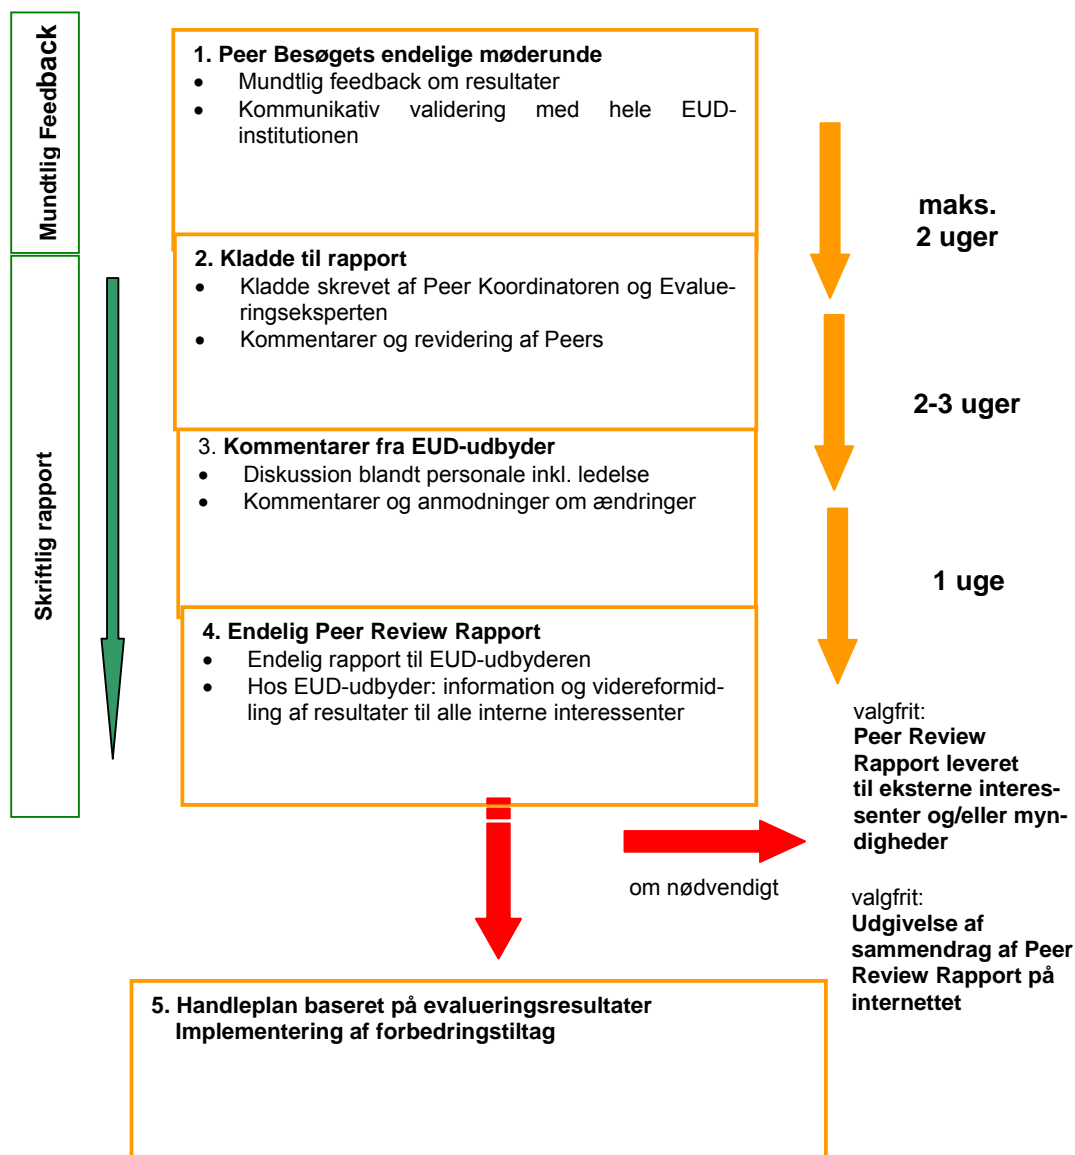 Mundtlig Feedback
1. Peer Besøgets endelige møderunde
• Mundtlig feedback om resultater
• Kommunikativ validering med hele EUD-
institutionen
maks.
2 uger
Skriftlig rapport
2. Kladde til rapport
• Kladde skrevet af Peer Koordinatoren og Evalue-
ringseksperten
• Kommentarer og revidering af Peers
2-3 uger
3. Kommentarer fra EUD-udbyder
• Diskussion blandt personale inkl. ledelse
• Kommentarer og anmodninger om ændringer
1 uge
4. Endelig Peer Review Rapport
• Endelig rapport til EUD-udbyderen
• Hos EUD-udbyder: information og videreformid-
ling af resultater til alle interne interessenter
valgfrit:
Peer Review
Rapport leveret
til eksterne interes-
senter og/eller myn-
digheder
om nødvendigt
valgfrit:
Udgivelse af
sammendrag af Peer
Review Rapport på
internettet
5. Handleplan baseret på evalueringsresultater
Implementering af forbedringstiltag